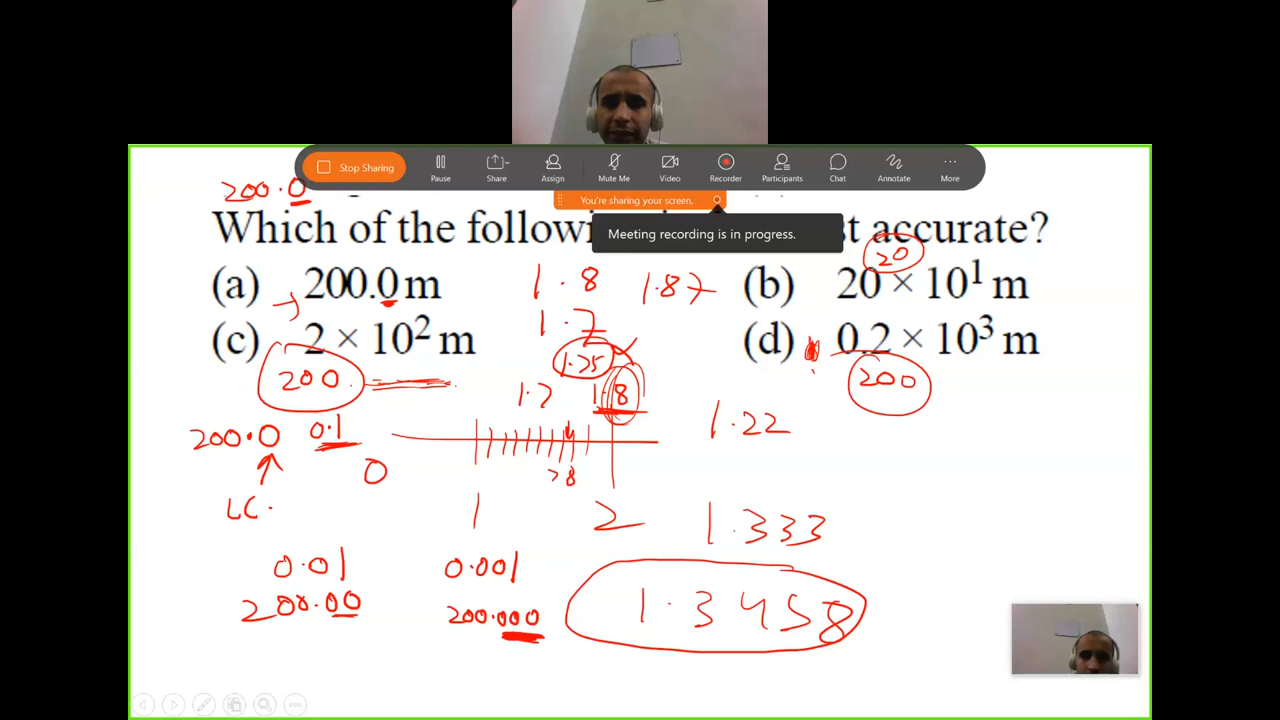 Stop Sharing
Pause Share Assign Mute Me Video Recorder Participants Chat Annotate More
You're sharing your screen.
Meeting recording is in progress.
200.0
Which of the follow st accurate?
20
(a) 200.0 m 1.8 1.87 (b) 20 × 10¹ m
1.7
(c) 2 × 10² m (d) 0.2 × 10³ m
1.75
200 1.7 1.8 200
200.0 0.1 1.22
0 78
LC. 1 2 1.333
0.01 0.001
200.00 200.000 1.3458